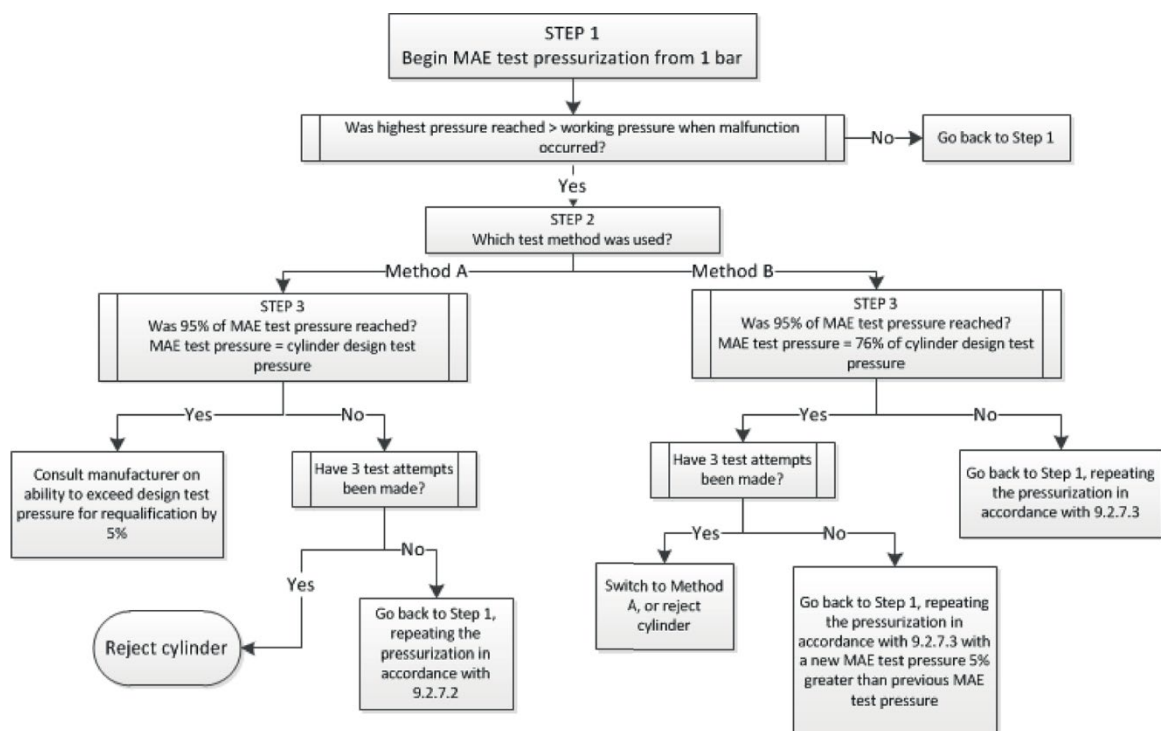 STEP 1
Begin MAE test pressurization from 1 bar
Was highest pressure reached > working pressure when malfunction
occurred?
No
Go back to Step 1
Yes
STEP 2
Which test method was used?
Method A
Method B
STEP 3
Was 95% of MAE test pressure reached?
MAE test pressure = cylinder design test
pressure
STEP 3
Was 95% of MAE test pressure reached?
MAE test pressure = 76% of cylinder design test
pressure
Yes
No
Yes
No
Consult manufacturer on
ability to exceed design test
pressure for requalification by
5%
Have 3 test attempts
been made?
Have 3 test attempts
been made?
Go back to Step 1, repeating
the pressurization in
accordance with 9.2.7.3
Yes
No
Yes
No
Reject cylinder
Go back to Step 1,
repeating the
pressurization in
accordance with
9.2.7.2
Switch to Method
A, or reject
cylinder
Go back to Step 1, repeating
the pressurization in
accordance with 9.2.7.3 with
a new MAE test pressure 5%
greater than previous MAE
test pressure